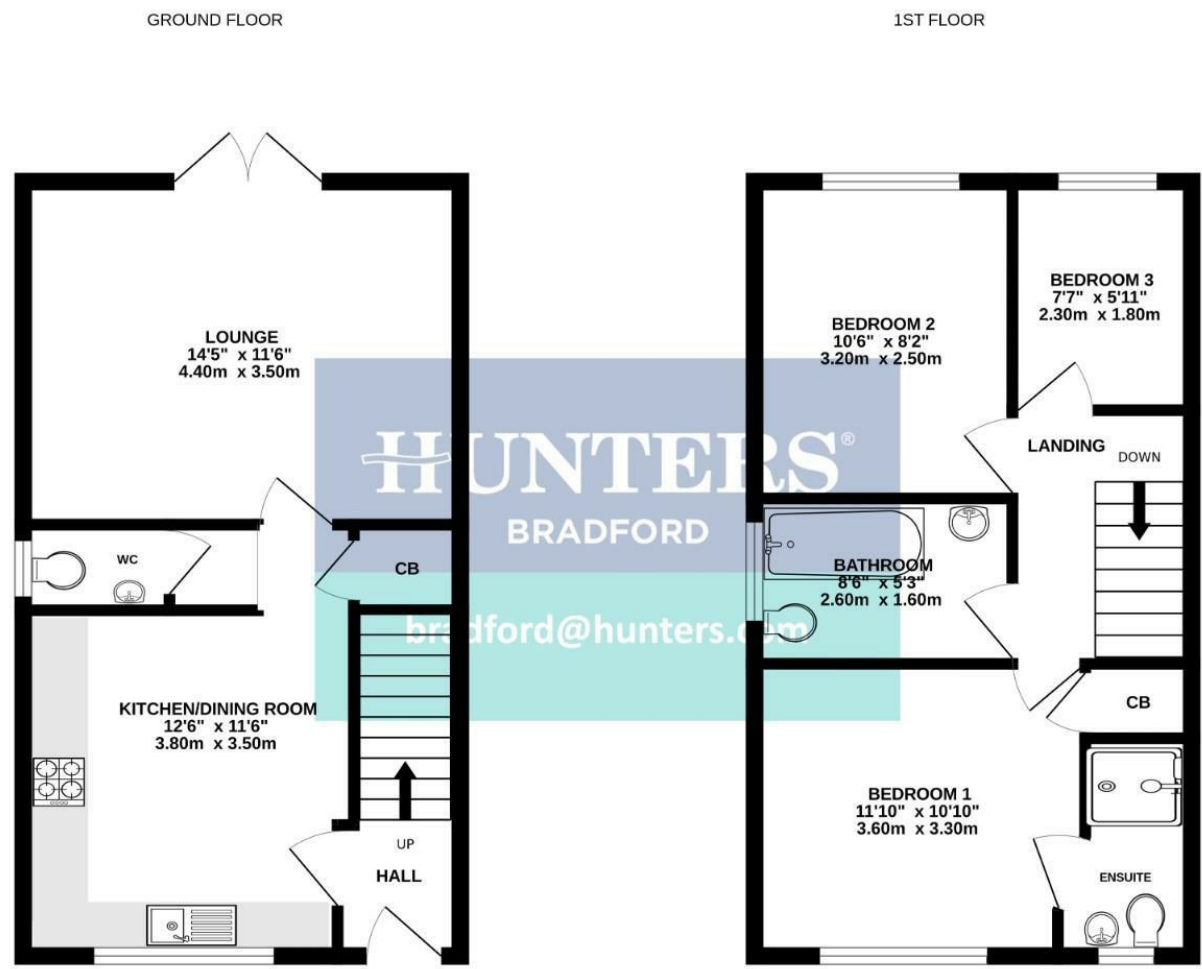 GROUND FLOOR
1ST FLOOR
LOUNGE
14'5" x 11'6"
4.40m x 3.50m
WC
CB
KITCHEN/DINING ROOM
12'6" x 11'6"
3.80m x 3.50m
UP
HALL
BEDROOM 2
10'6" x 8'2"
3.20m x 2.50m
BEDROOM 3
7'7" x 5'11"
2.30m x 1.80m
LANDING
DOWN
BATHROOM
8'6" x 5'3"
2.60m x 1.60m
CB
BEDROOM 1
11'10" x 10'10"
3.60m x 3.30m
ENSUITE
HUNTERS®
BRADFORD
bradford@hunters.com